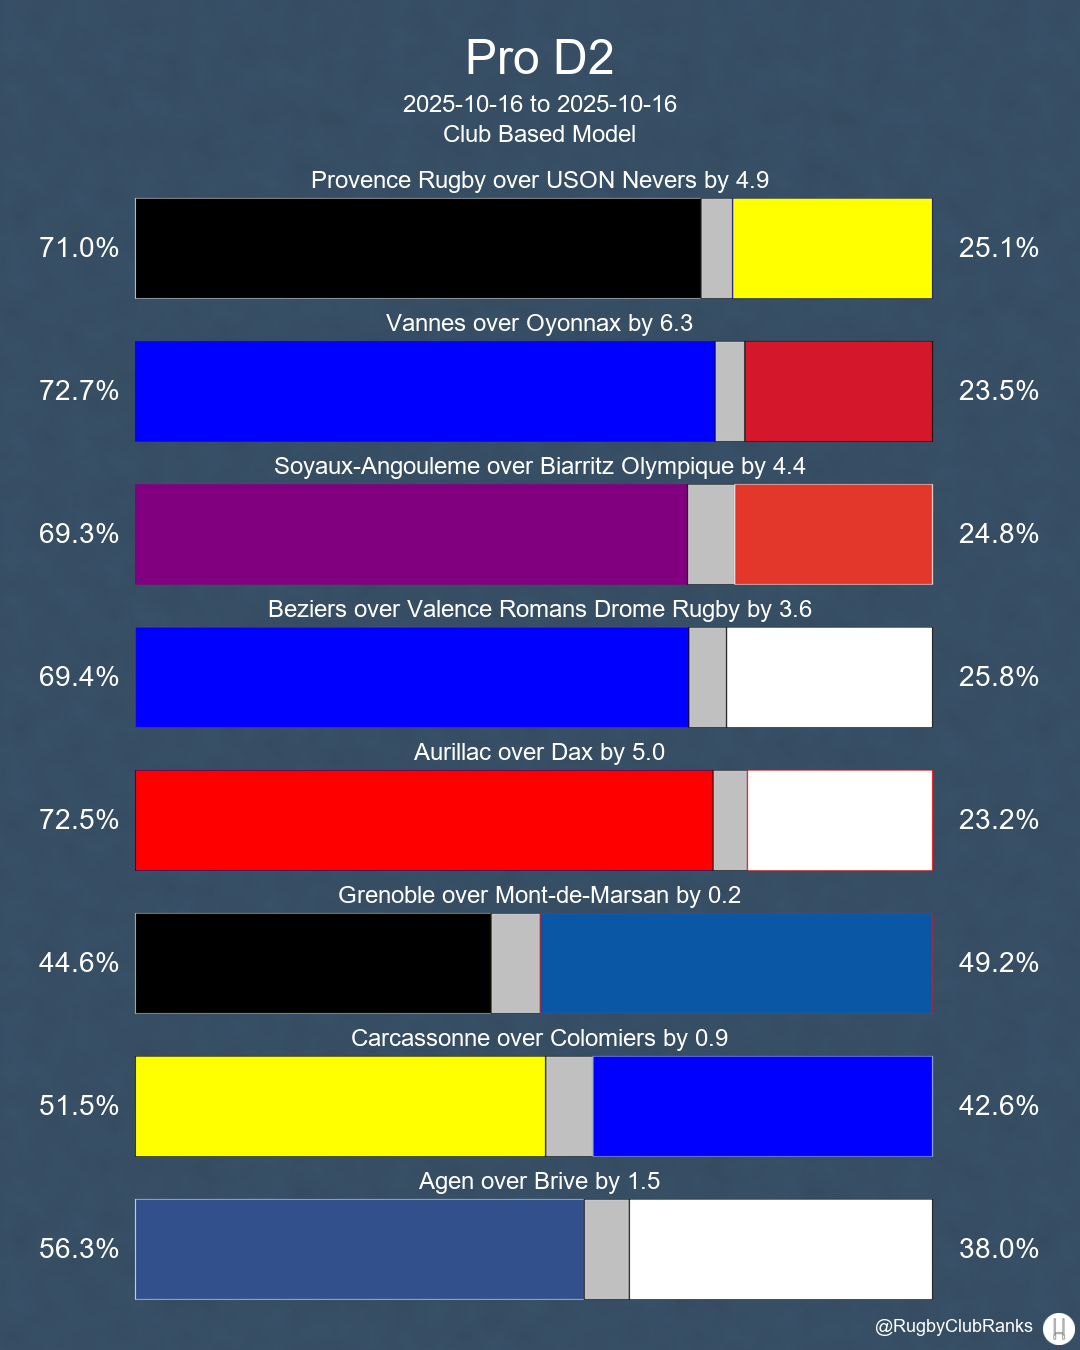 Pro D2
2025-10-16 to 2025-10-16
Club Based Model
Provence Rugby over USON Nevers by 4.9
71.0%
25.1%
Vannes over Oyonnax by 6.3
72.7%
23.5%
Soyaux-Angouleme over Biarritz Olympique by 4.4
69.3%
24.8%
Beziers over Valence Romans Drome Rugby by 3.6
69.4%
25.8%
Aurillac over Dax by 5.0
72.5%
23.2%
Grenoble over Mont-de-Marsan by 0.2
44.6%
49.2%
Carcassonne over Colomiers by 0.9
51.5%
42.6%
Agen over Brive by 1.5
56.3%
38.0%
@RugbyClubRanks